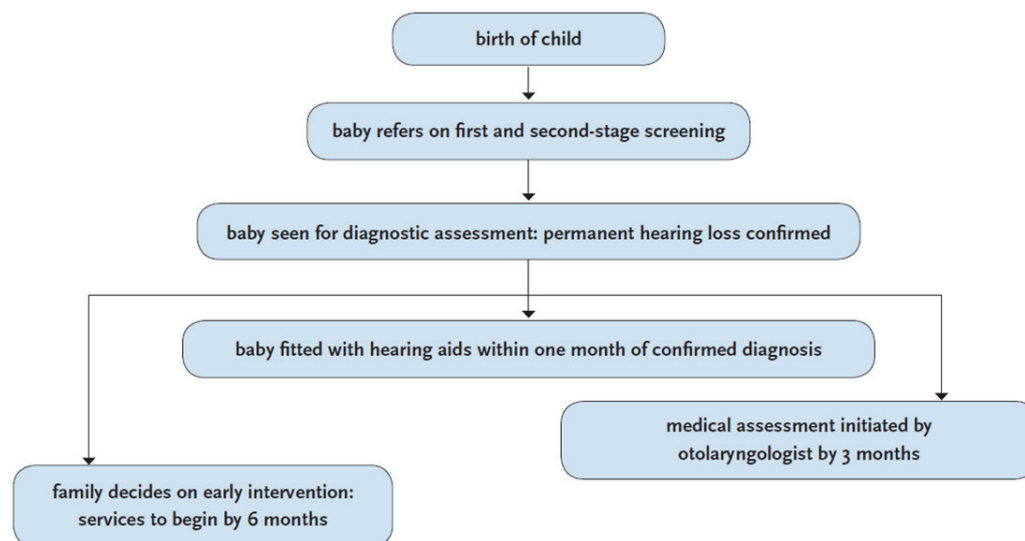 birth of child
baby refers on first and second-stage screening
baby seen for diagnostic assessment: permanent hearing loss confirmed
baby fitted with hearing aids within one month of confirmed diagnosis
medical assessment initiated by
otolaryngologist by 3 months
family decides on early intervention:
services to begin by 6 months